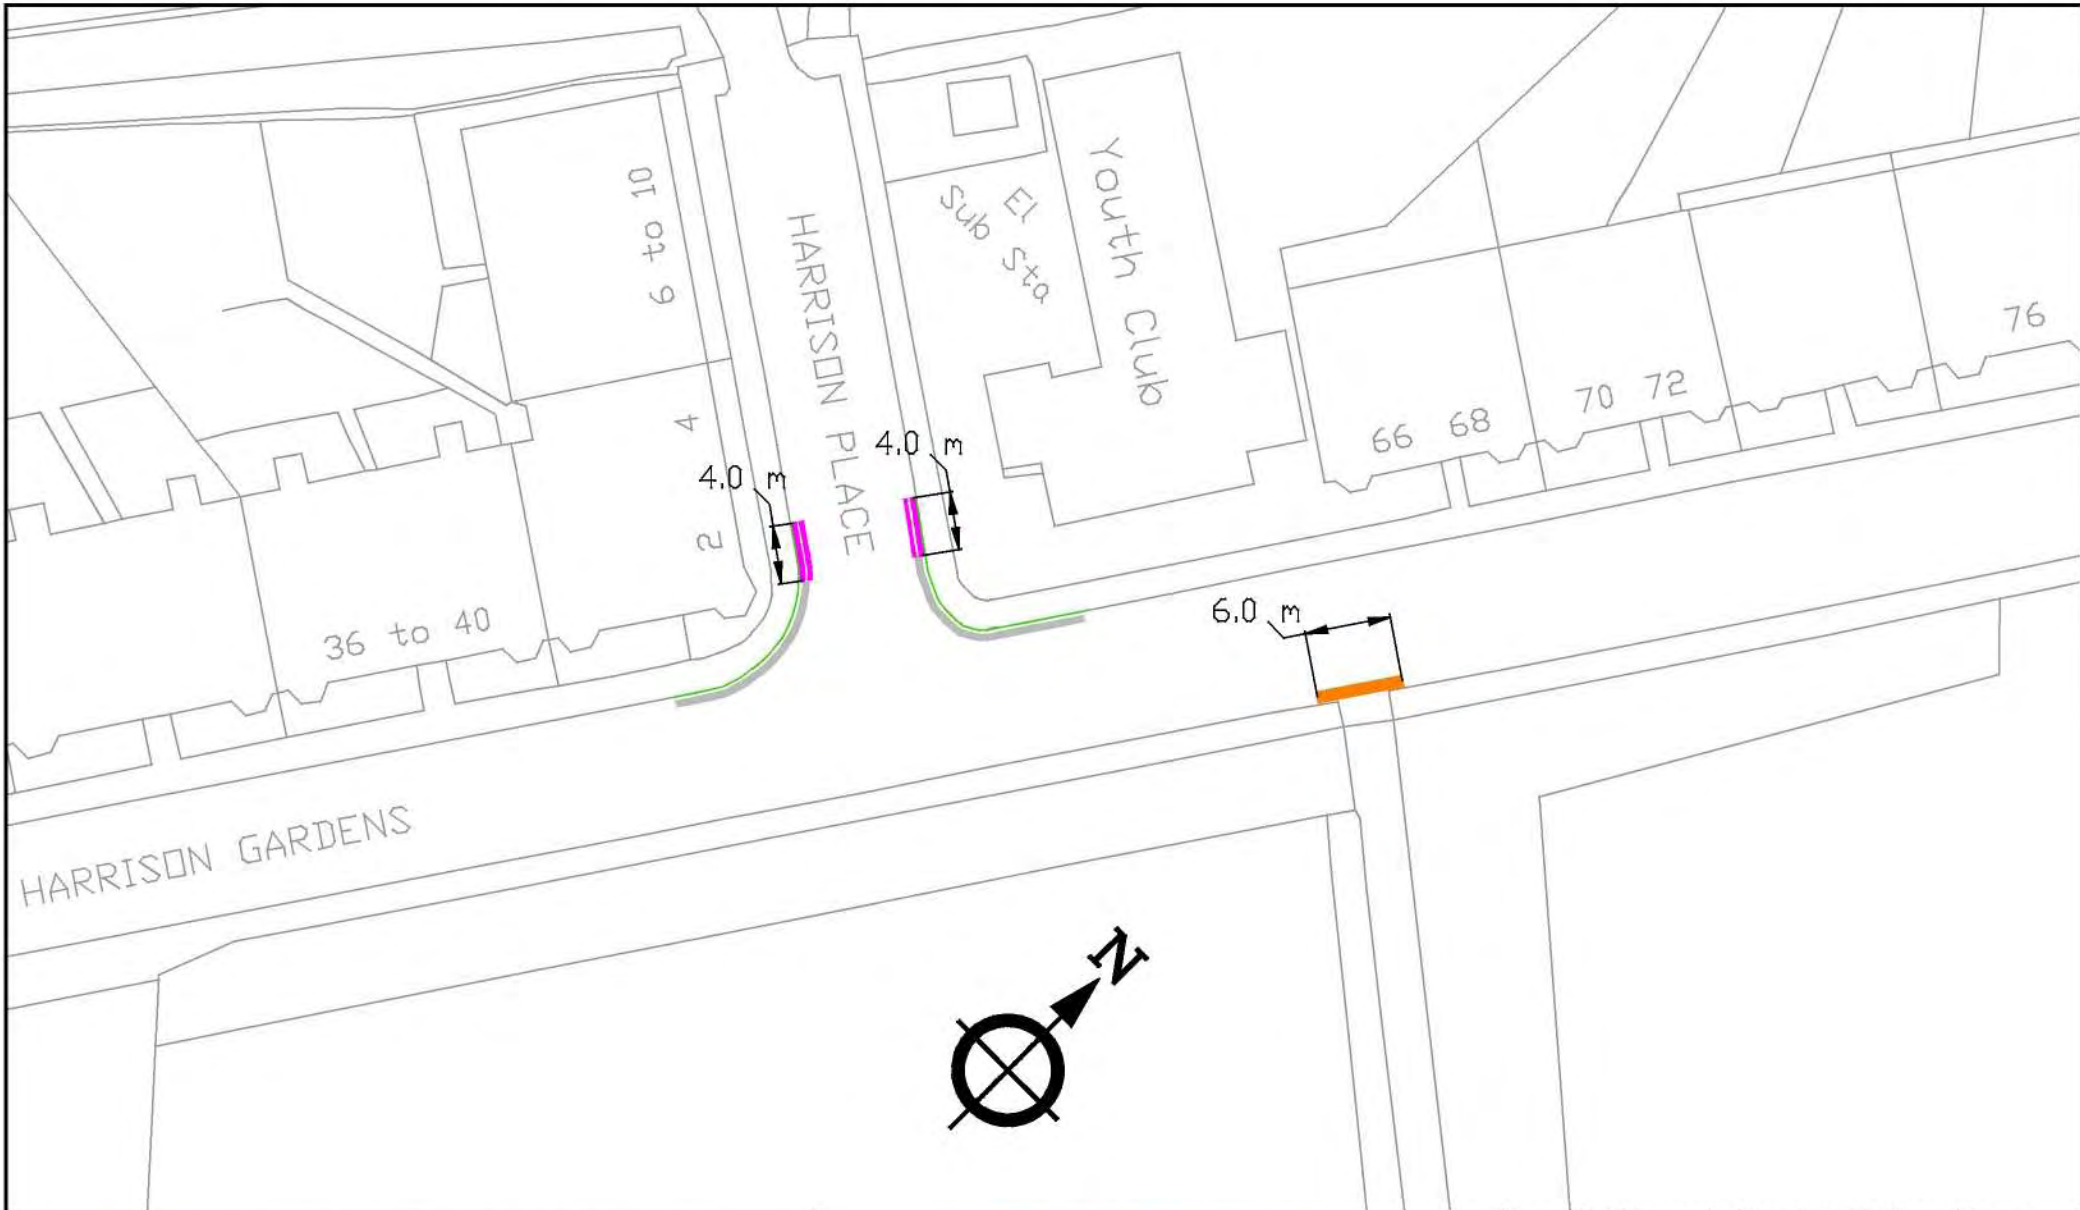 10 to 6
El
Sub Sta
Youth Club
HARRISON PLACE
76
70 72
66 68
4
4.0 m
4.0 m
2
6.0 m
36 to 40
HARRISON GARDENS
N